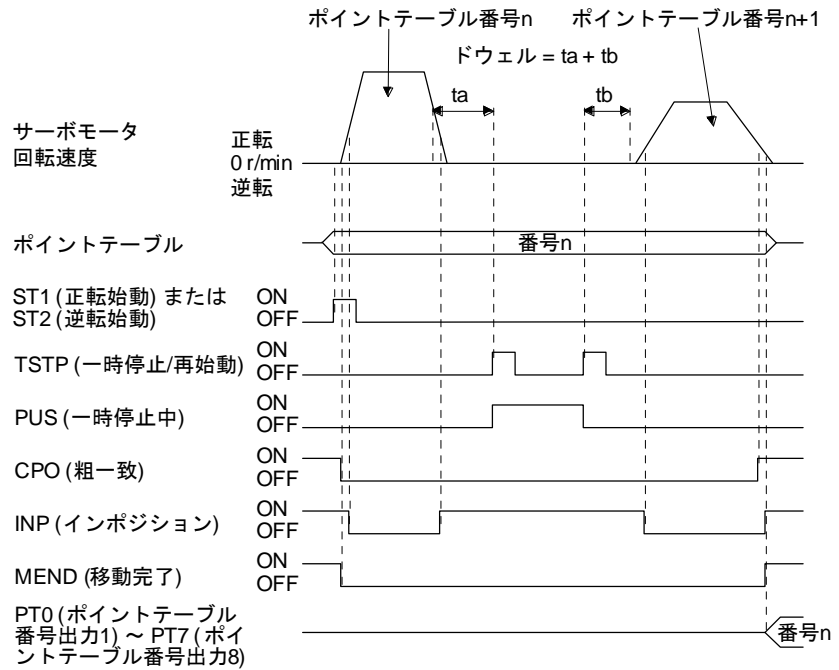 ポイントテーブル番号n
ポイントテーブル番号n+1
ドウェル = ta + tb
ta
tb
サーボモータ
回転速度
正転
0 r/min
逆転
ポイントテーブル
番号n
ST1 (正転始動) または
ST2 (逆転始動)
ON
OFF
TSTP (一時停止/再始動)
ON
OFF
PUS (一時停止中)
ON
OFF
CPO (粗一致)
ON
OFF
INP (インポジション)
ON
OFF
MEND (移動完了)
ON
OFF
PT0 (ポイントテーブル
番号出力1) ～ PT7 (ポイ
ントテーブル番号出力8)
番号n